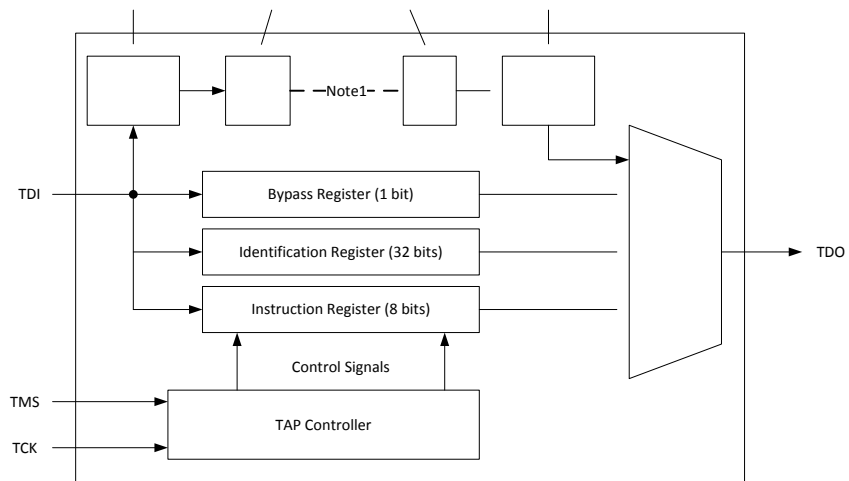 Note1
TDI
Bypass Register (1 bit)
Identification Register (32 bits)
TDO
Instruction Register (8 bits)
Control Signals
TMS
TAP Controller
TCK